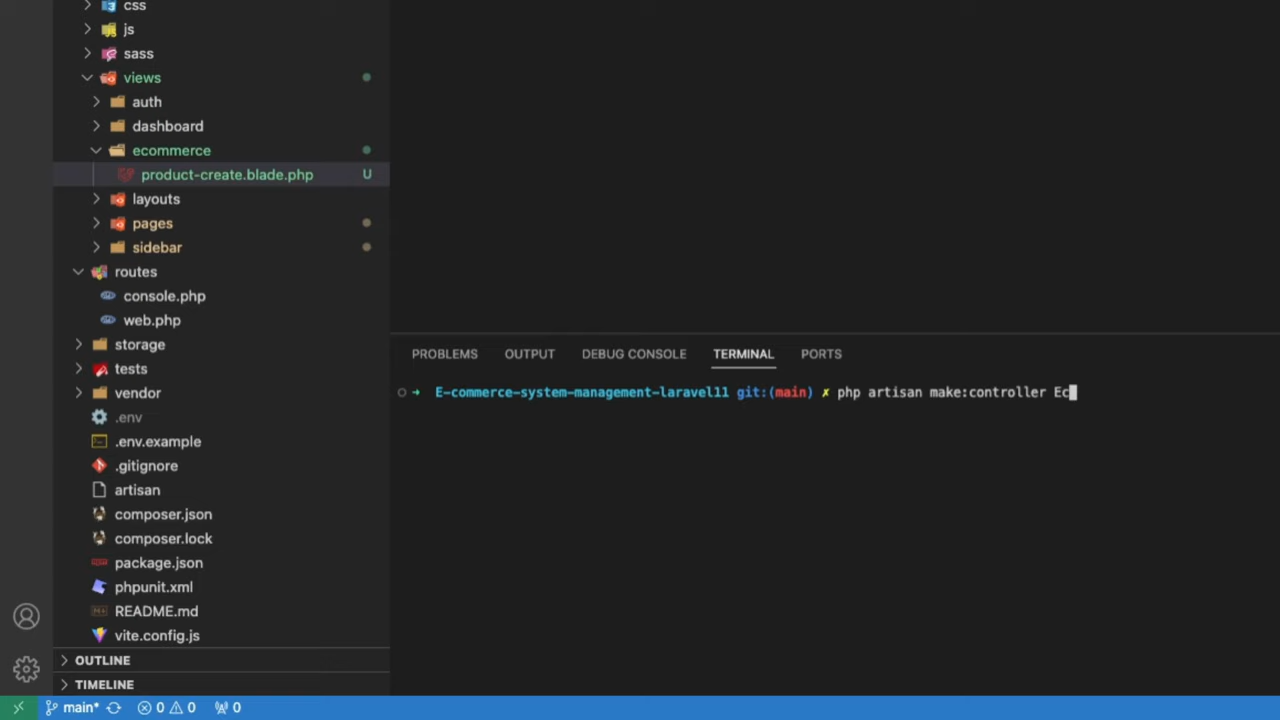 css
js
sass
views
auth
dashboard
ecommerce
product-create.blade.php U
layouts
pages
sidebar
routes
console.php
web.php
storage
tests
vendor
.env
.env.example
.gitignore
artisan
composer.json
composer.lock
package.json
phpunit.xml
README.md
vite.config.js
OUTLINE
TIMELINE
PROBLEMS OUTPUT DEBUG CONSOLE TERMINAL PORTS
➜ E-commerce-system-management-laravel11 git:(main) ✗ php artisan make:controller Ec
main* 0 0 0